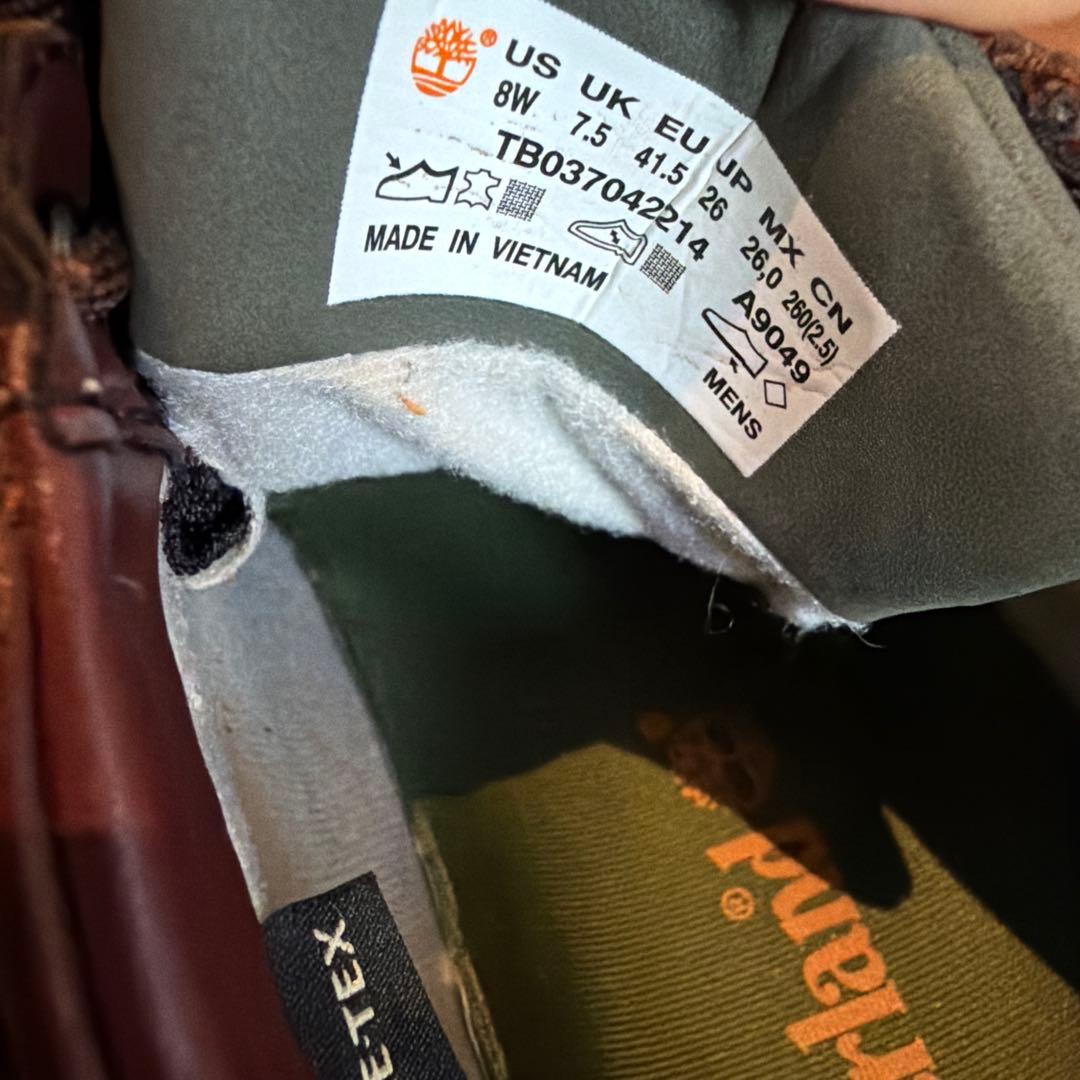 US UK EU JP MX CN
8W 7.5 41.5 26 26,0 260(2.5)
TB037042214 A9049
MADE IN VIETNAM MENS
®
ETEX